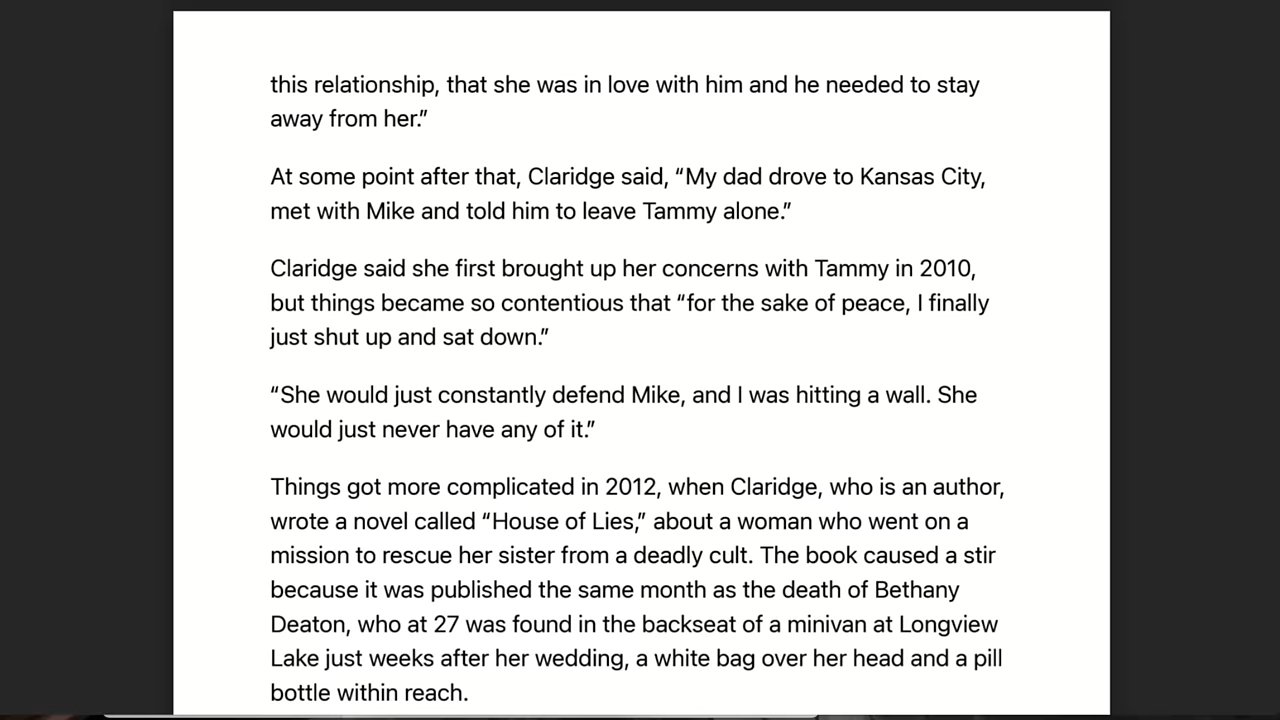 this relationship, that she was in love with him and he needed to stay
away from her.”
At some point after that, Claridge said, “My dad drove to Kansas City,
met with Mike and told him to leave Tammy alone.”
Claridge said she first brought up her concerns with Tammy in 2010,
but things became so contentious that “for the sake of peace, I finally
just shut up and sat down.”
“She would just constantly defend Mike, and I was hitting a wall. She
would just never have any of it.”
Things got more complicated in 2012, when Claridge, who is an author,
wrote a novel called “House of Lies,” about a woman who went on a
mission to rescue her sister from a deadly cult. The book caused a stir
because it was published the same month as the death of Bethany
Deaton, who at 27 was found in the backseat of a minivan at Longview
Lake just weeks after her wedding, a white bag over her head and a pill
bottle within reach.